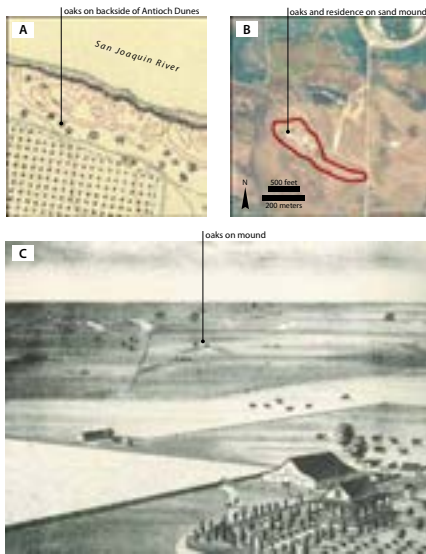 oaks on backside of Antioch Dunes
A
San Joaquin River
oaks and residence on sand mound
B
N
500 feet
200 meters
oaks on mound
C